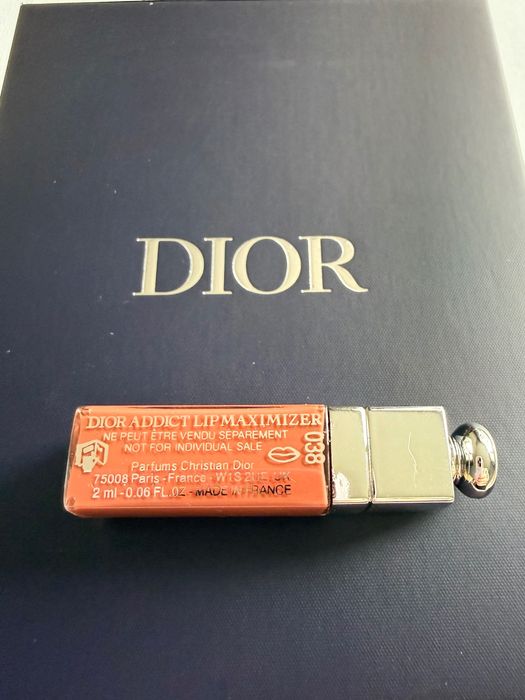 DIOR
DIOR ADDICT LIP MAXIMIZER
NE PEUT ÊTRE VENDU SEPAREMENT
NOT FOR INDIVIDUAL SALE
038
Parfums Christian Dior
75008 Paris - France - W1S 2UE, UK
2 ml - 0.06 FL.OZ - MADE IN FRANCE